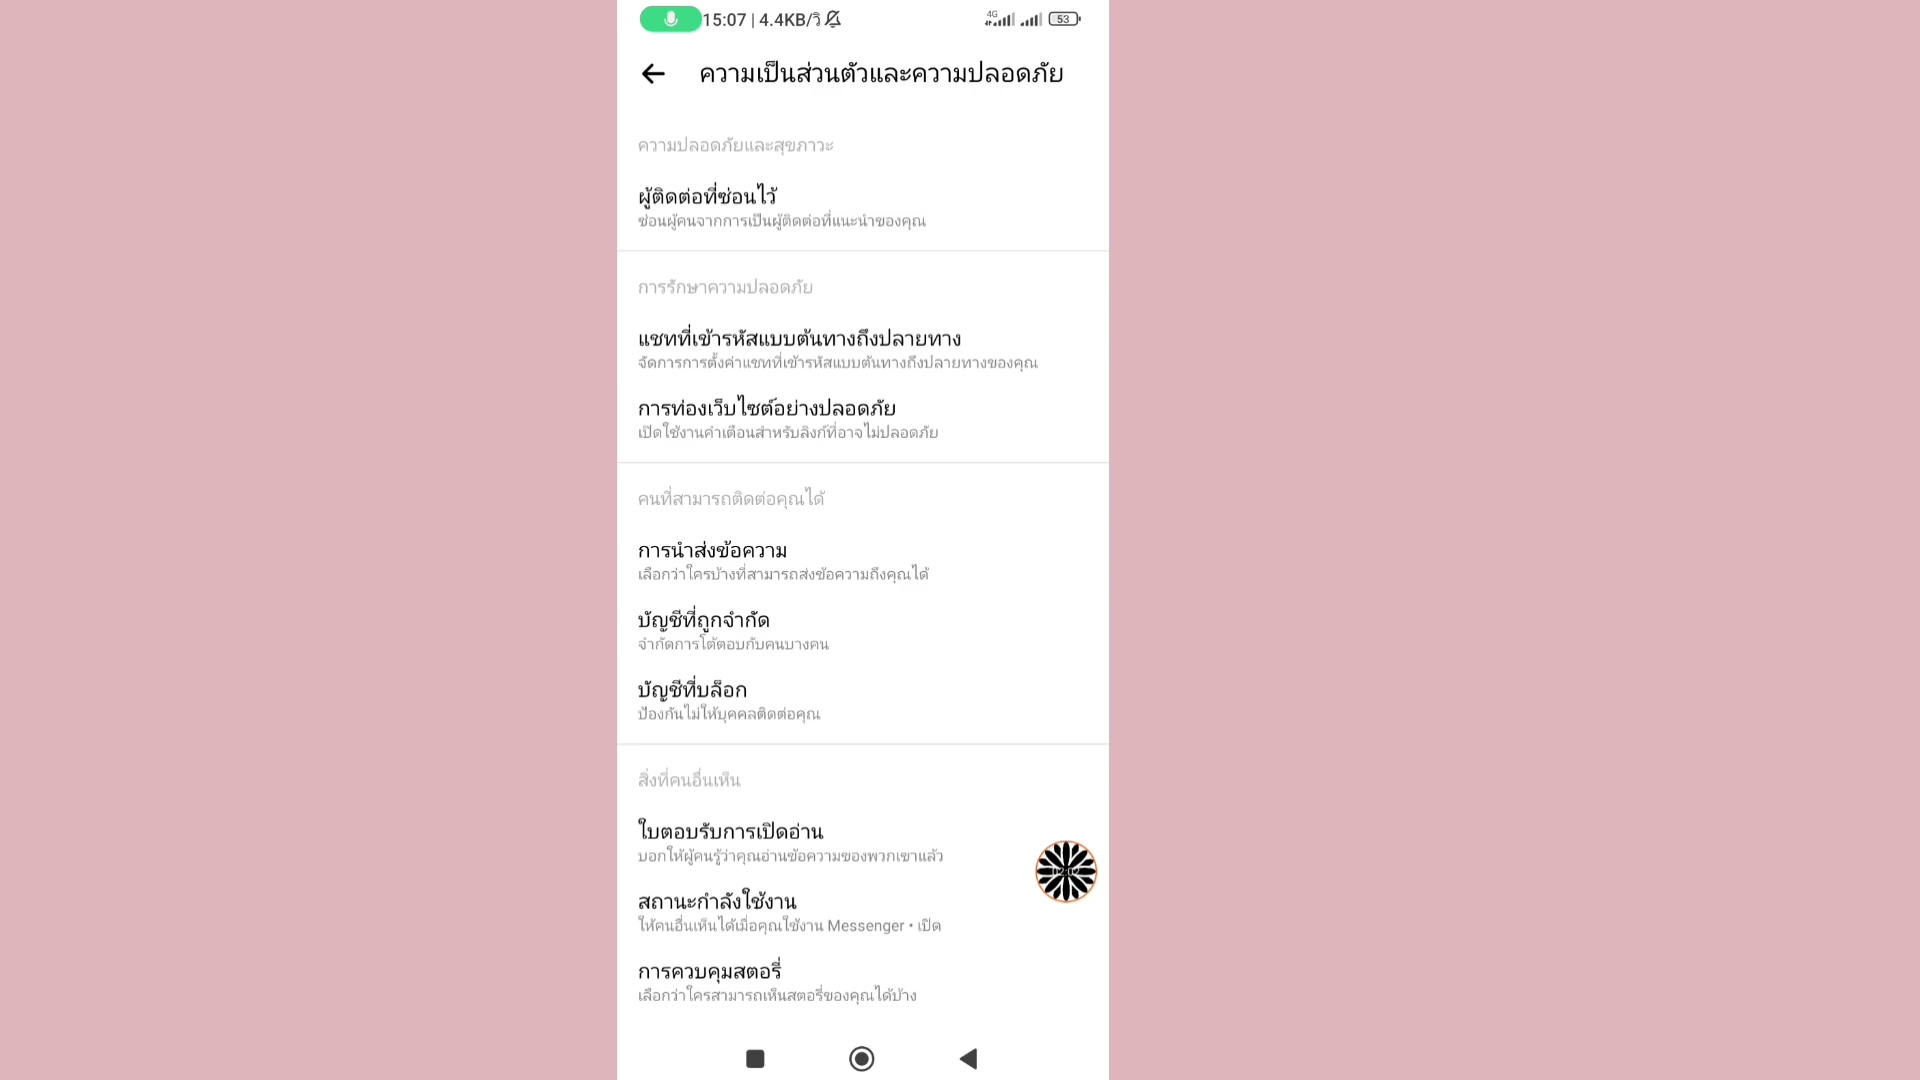 15:07 | 4.4KB/วิ 4G 53
ความเป็นส่วนตัวและความปลอดภัย
ความปลอดภัยและสุขภาวะ
ผู้ติดต่อที่ซ่อนไว้
ซ่อนผู้คนจากการเป็นผู้ติดต่อที่แนะนำของคุณ
การรักษาความปลอดภัย
แชทที่เข้ารหัสแบบต้นทางถึงปลายทาง
จัดการการตั้งค่าแชทที่เข้ารหัสแบบต้นทางถึงปลายทางของคุณ
การท่องเว็บไซต์อย่างปลอดภัย
เปิดใช้งานคำเตือนสำหรับลิงก์ที่อาจไม่ปลอดภัย
คนที่สามารถติดต่อคุณได้
การนำส่งข้อความ
เลือกว่าใครบ้างที่สามารถส่งข้อความถึงคุณได้
บัญชีที่ถูกจำกัด
จำกัดการโต้ตอบกับคนบางคน
บัญชีที่บล็อก
ป้องกันไม่ให้บุคคลติดต่อคุณ
สิ่งที่คนอื่นเห็น
ใบตอบรับการเปิดอ่าน
บอกให้ผู้คนรู้ว่าคุณอ่านข้อความของพวกเขาแล้ว
02:02
สถานะกำลังใช้งาน
ให้คนอื่นเห็นได้เมื่อคุณใช้งาน Messenger • เปิด
การควบคุมสตอรี่
เลือกว่าใครสามารถเห็นสตอรี่ของคุณได้บ้าง